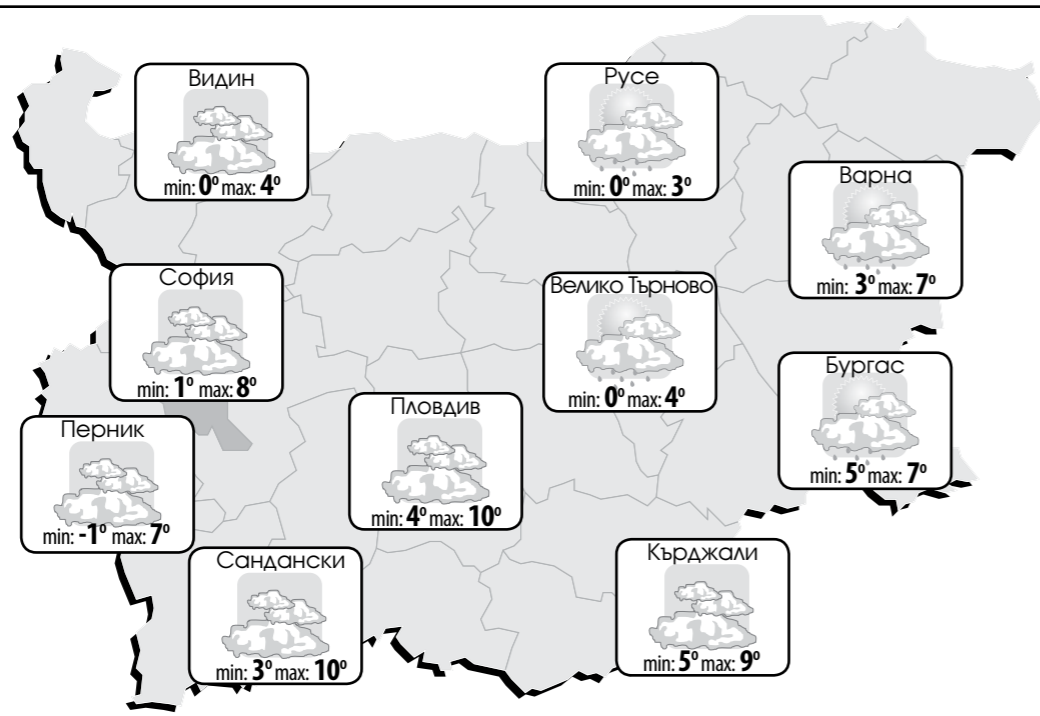 Видин
min: 0° max: 4°
Русе
min: 0° max: 3°
Варна
min: 3° max: 7°
София
min: 1° max: 8°
Велико Търново
min: 0° max: 4°
Бургас
min: 5° max: 7°
Пловдив
min: 4° max: 10°
Перник
min: -1° max: 7°
Сандански
min: 3° max: 10°
Кърджали
min: 5° max: 9°